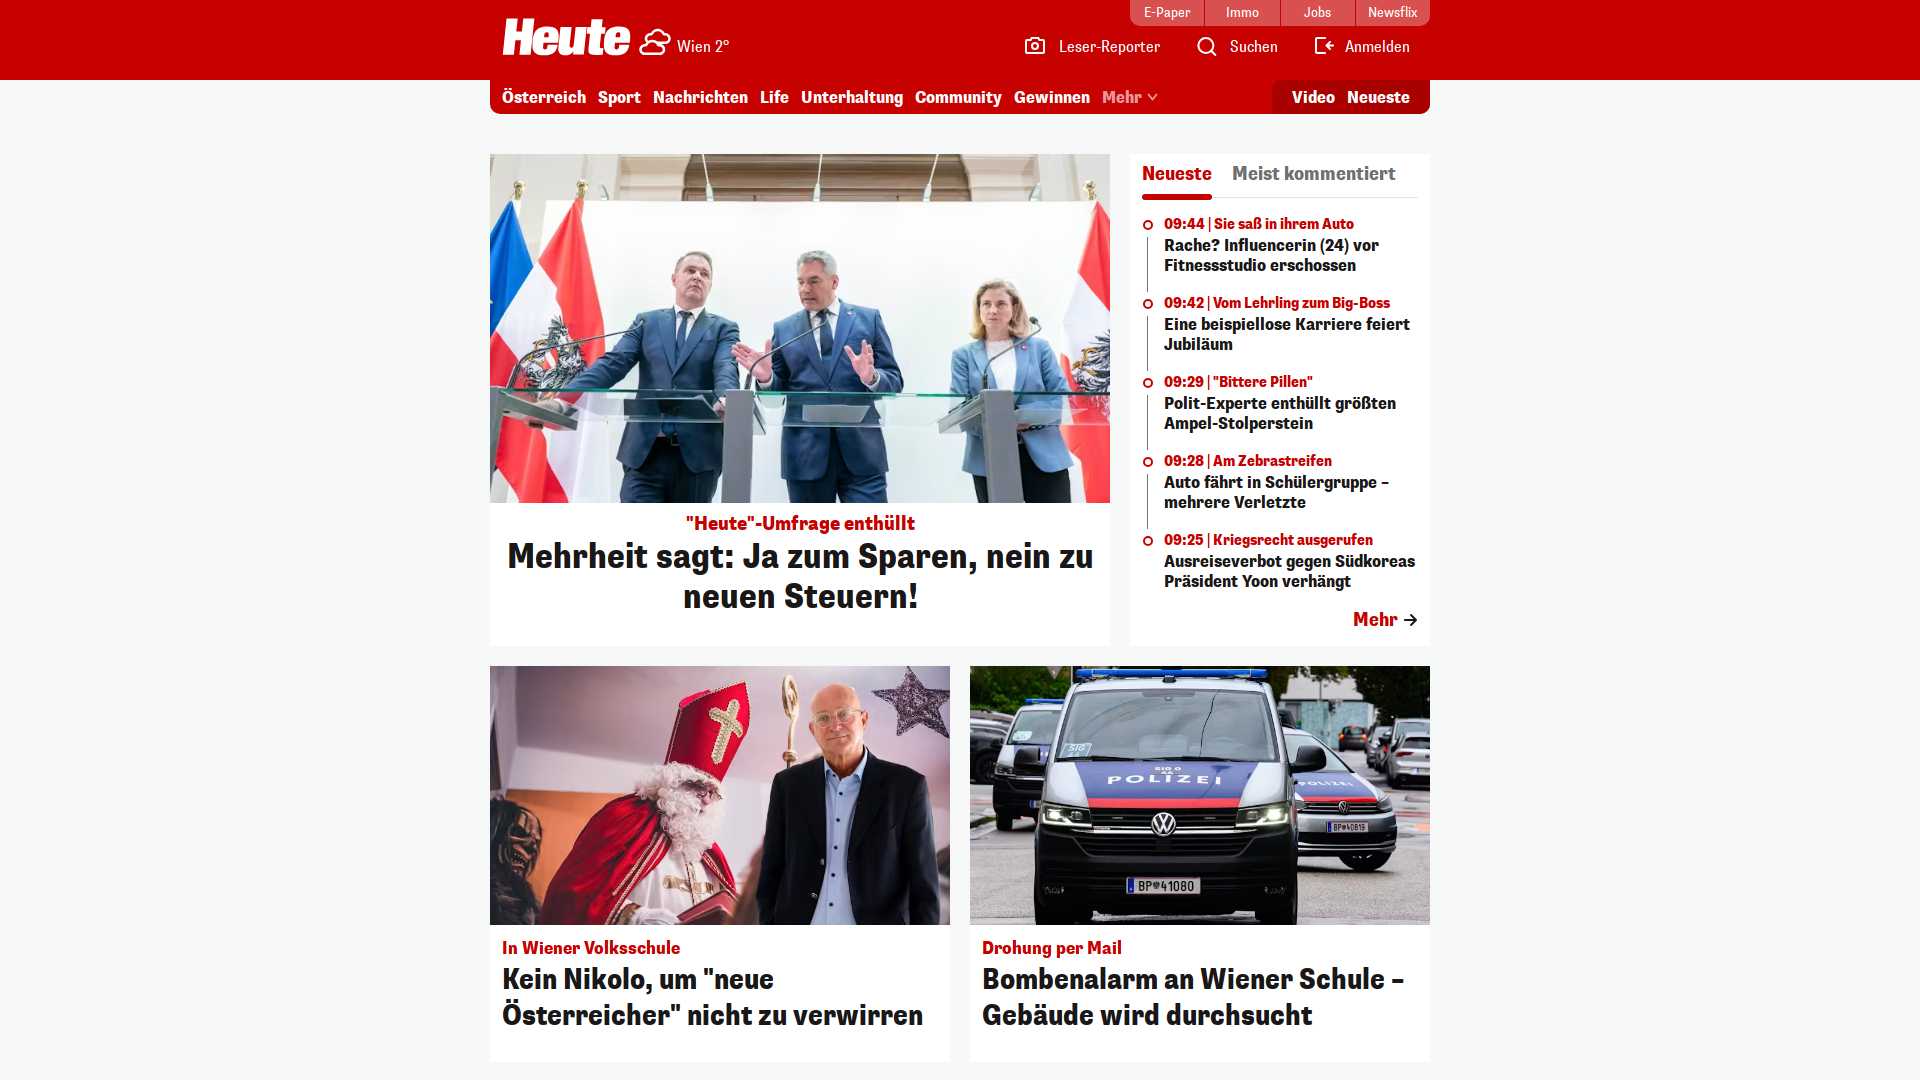 E-Paper
Immo
Jobs
Newsflix
Heute
Wien 2°
Leser-Reporter
Suchen
Anmelden
Österreich
Sport
Nachrichten
Life
Unterhaltung
Community
Gewinnen
Mehr
Video
Neueste
"Heute"-Umfrage enthüllt
Mehrheit sagt: Ja zum Sparen, nein zu
neuen Steuern!
Neueste
Meist kommentiert
09:44 | Sie saß in ihrem Auto
Rache? Influencerin (24) vor
Fitnessstudio erschossen
09:42 | Vom Lehrling zum Big-Boss
Eine beispiellose Karriere feiert
Jubiläum
09:29 | "Bittere Pillen"
Polit-Experte enthüllt größten
Ampel-Stolperstein
09:28 | Am Zebrastreifen
Auto fährt in Schülergruppe –
mehrere Verletzte
09:25 | Kriegsrecht ausgerufen
Ausreiseverbot gegen Südkoreas
Präsident Yoon verhängt
Mehr
In Wiener Volksschule
Kein Nikolo, um "neue
Österreicher" nicht zu verwirren
POLIZEI
POLIZEI
BP 40819
BP 41080
Drohung per Mail
Bombenalarm an Wiener Schule –
Gebäude wird durchsucht